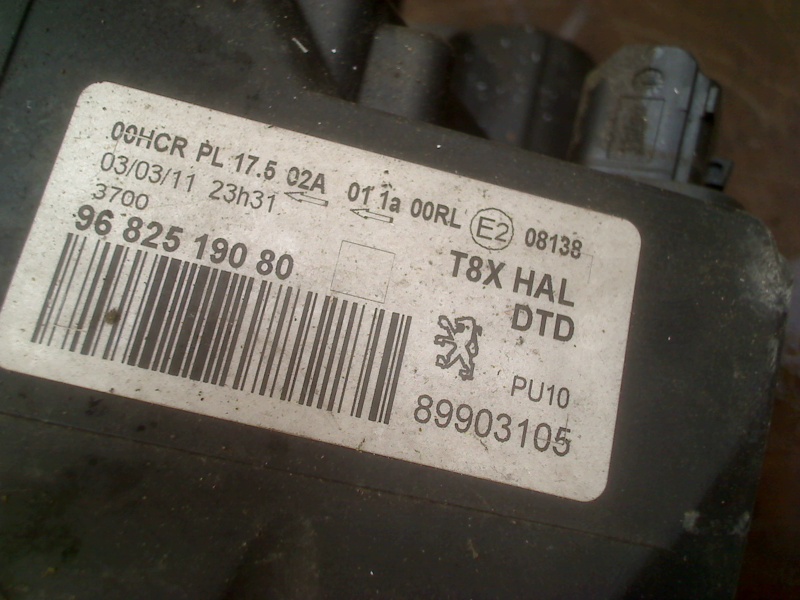 00HCR PL 17.5 02A 01 1a 00RL E2 08138
03/03/11 23h31
3700
96 825 190 80
T8X HAL
DTD
PU10
89903105